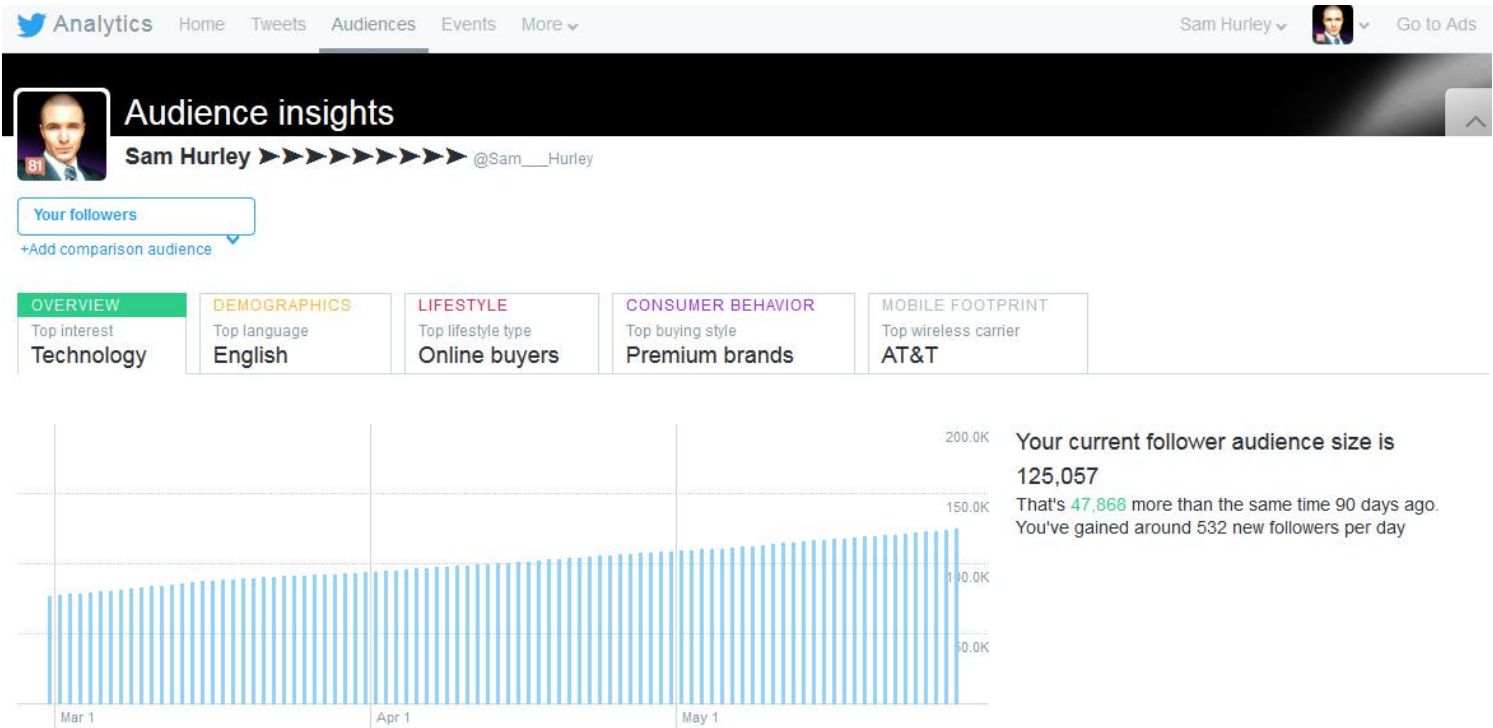 Analytics Home Tweets Audiences Events More Sam Hurley Go to Ads
Audience insights
Sam Hurley ➤➤➤➤➤➤➤➤➤ @Sam___Hurley
81
Your followers
+Add comparison audience
OVERVIEW DEMOGRAPHICS LIFESTYLE CONSUMER BEHAVIOR MOBILE FOOTPRINT
Top interest Top language Top lifestyle type Top buying style Top wireless carrier
Technology English Online buyers Premium brands AT&T
200.0K
Your current follower audience size is
125,057
150.0K
That's 47,868 more than the same time 90 days ago.
You've gained around 532 new followers per day
100.0K
50.0K
Mar 1 Apr 1 May 1